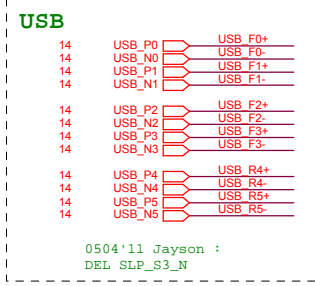 USB
14 USB_P0 USB_F0+
14 USB_N0 USB_F0-
14 USB_P1 USB_F1+
14 USB_N1 USB_F1-
14 USB_P2 USB_F2+
14 USB_N2 USB_F2-
14 USB_P3 USB_F3+
14 USB_N3 USB_F3-
14 USB_P4 USB_R4+
14 USB_N4 USB_R4-
14 USB_P5 USB_R5+
14 USB_N5 USB_R5-
0504'11 Jayson :
DEL SLP_S3_N